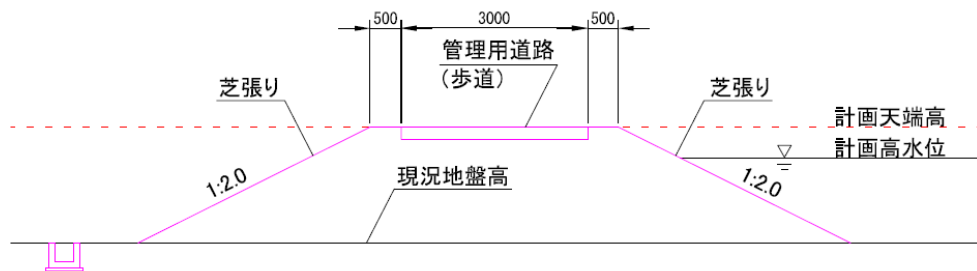 500 3000 500
管理用道路
(歩道)
芝張り
芝張り
計画天端高
計画高水位
1:2.0
現況地盤高
1:2.0